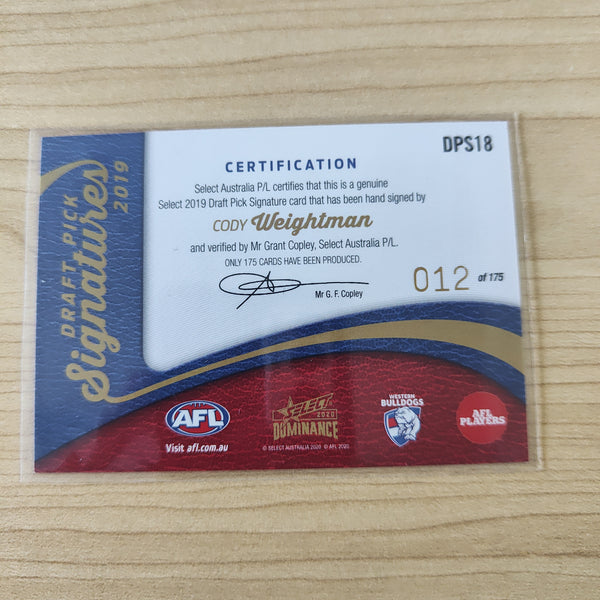 DPS18
DRAFT PICK
Signatures
2019
CERTIFICATION
Select Australia P/L certifies that this is a genuine
Select 2019 Draft Pick Signature card that has been hand signed by
CODY Weightman
and verified by Mr Grant Copley, Select Australia P/L.
ONLY 175 CARDS HAVE BEEN PRODUCED.
012 of 175
Mr G. F. Copley
AFL
Visit afl.com.au
SELECT
2020
DOMINANCE
© SELECT AUSTRALIA 2020 © AFL 2020
WESTERN
BULLDOGS
AFL
PLAYERS